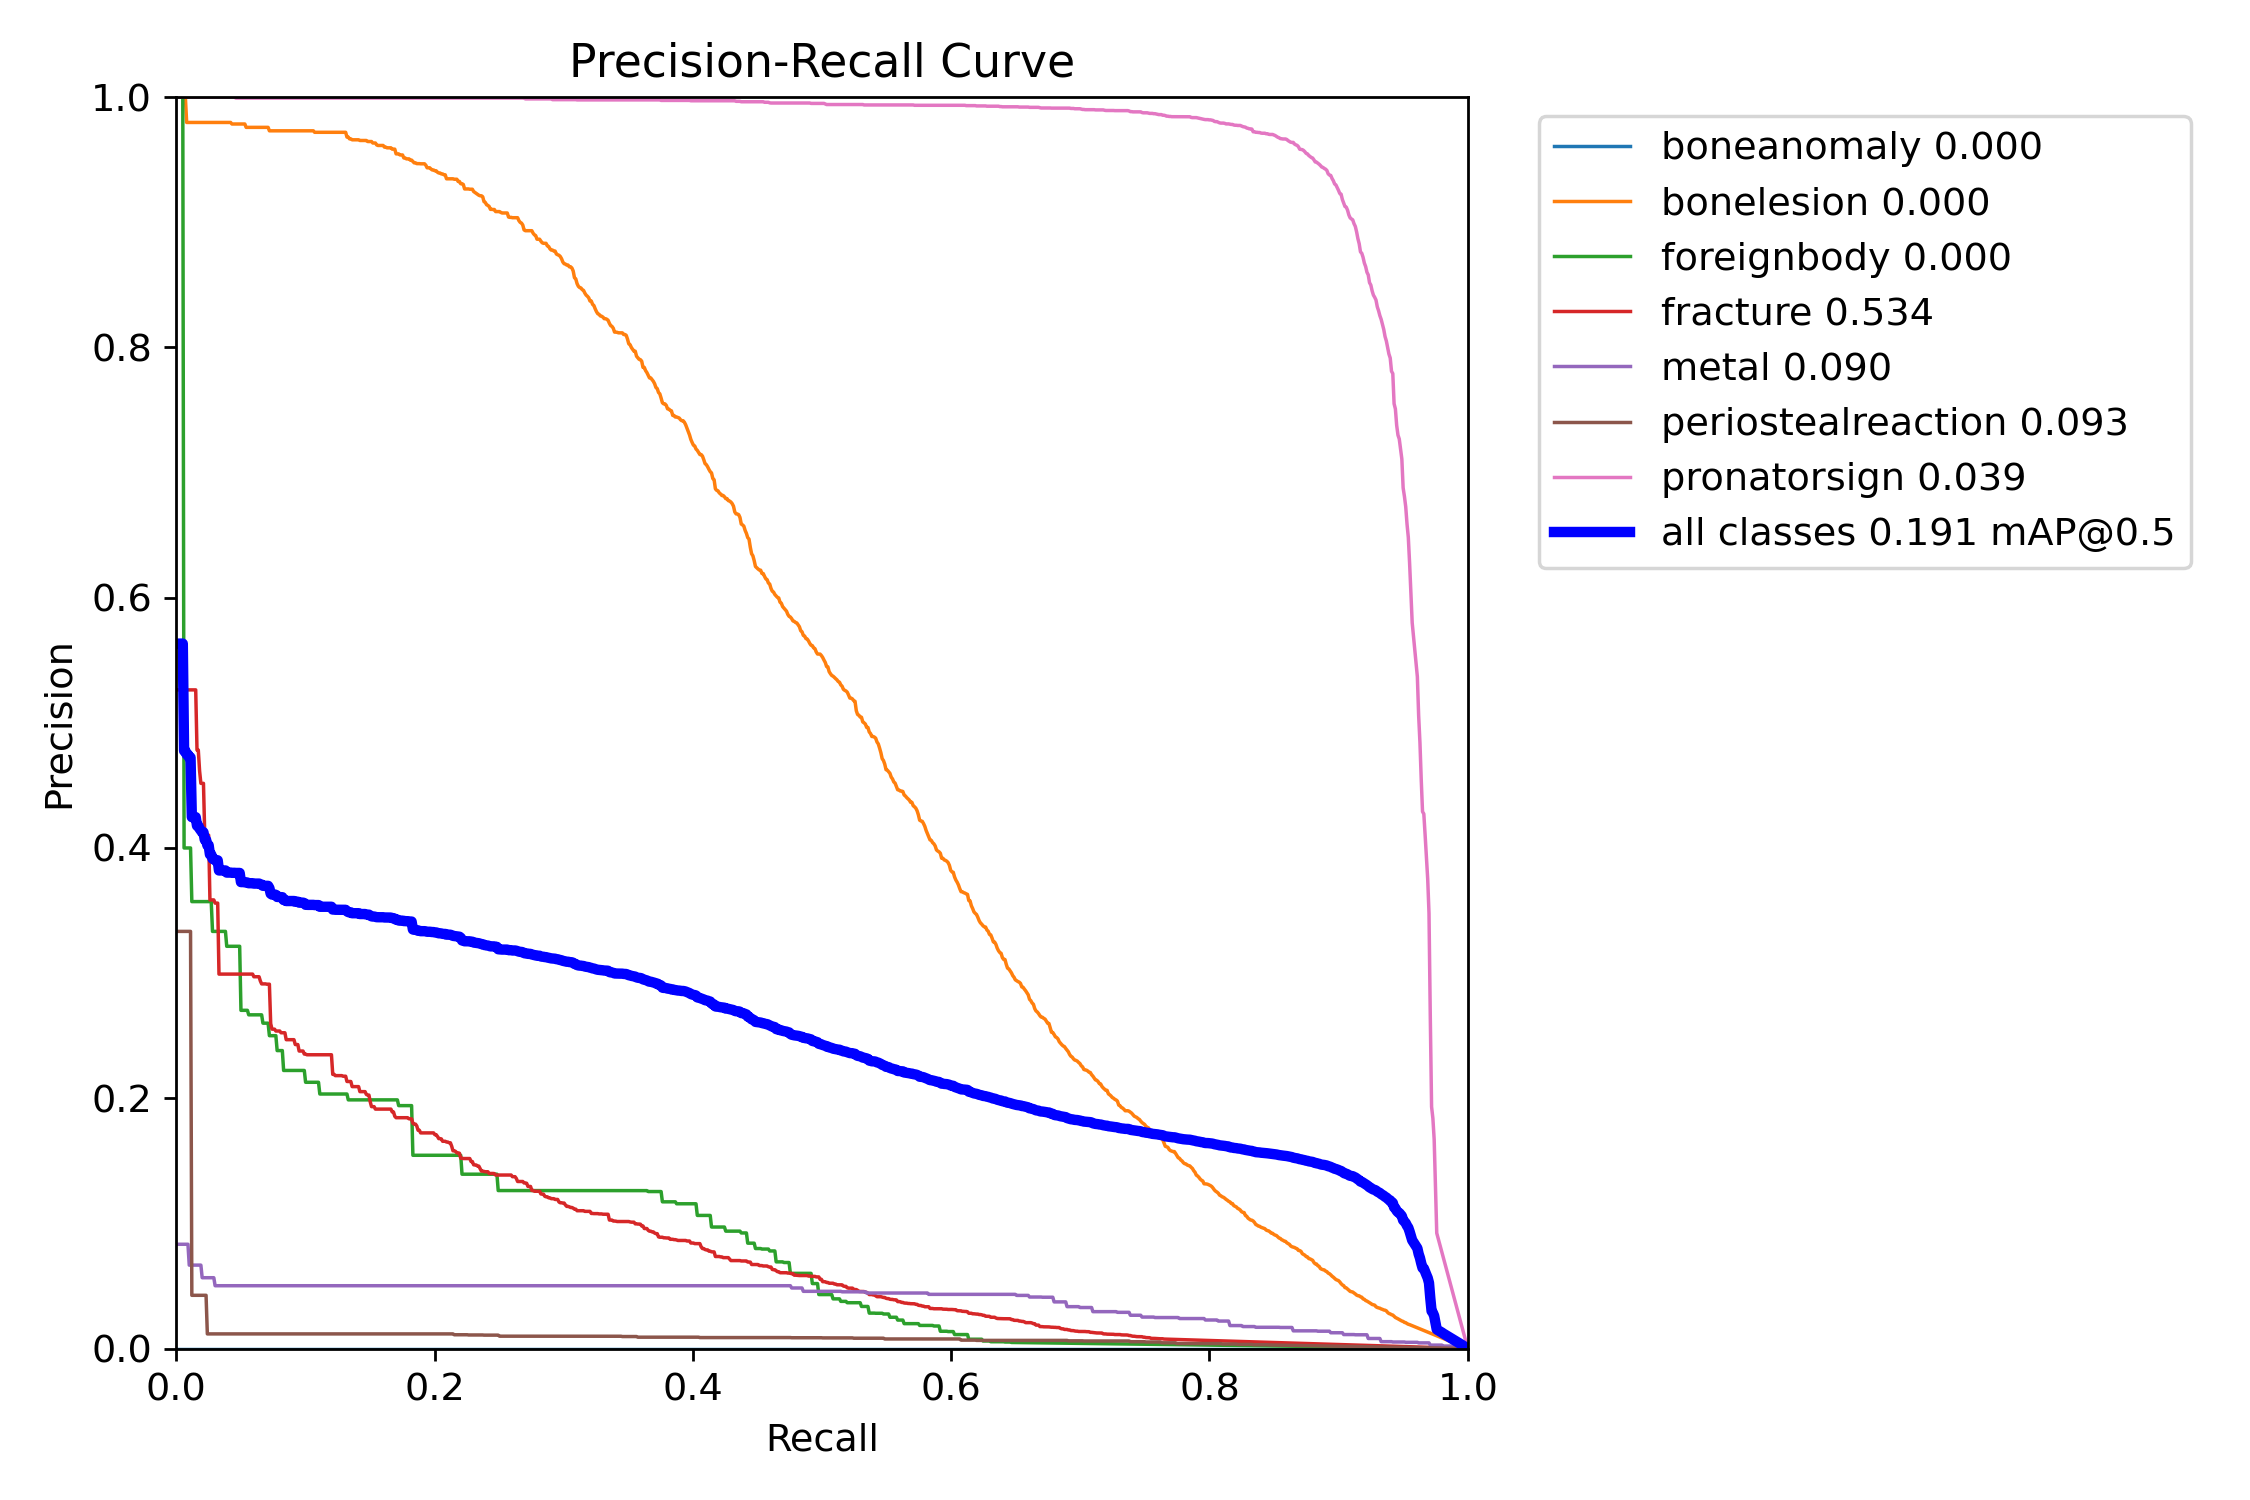 Precision-Recall Curve
1.0
0.8
0.6
0.4
0.2
0.0
Precision
0.0 0.2 0.4 0.6 0.8 1.0
Recall
boneanomaly 0.000
bonelesion 0.000
foreignbody 0.000
fracture 0.534
metal 0.090
periostealreaction 0.093
pronatorsign 0.039
all classes 0.191 mAP@0.5